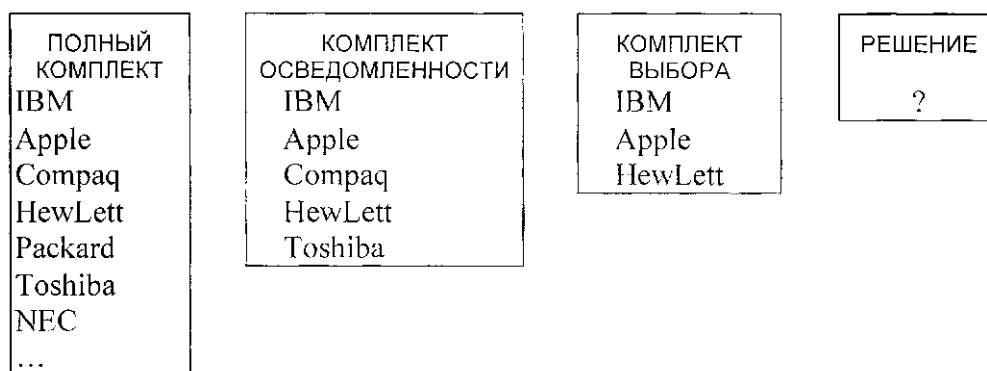 ПОЛНЫЙ
КОМПЛЕКТ
IBM
Apple
Compaq
HewLett
Packard
Toshiba
NEC
...
КОМПЛЕКТ
ОСВЕДОМЛЕННОСТИ
IBM
Apple
Compaq
HewLett
Toshiba
КОМПЛЕКТ
ВЫБОРА
IBM
Apple
HewLett
РЕШЕНИЕ
?